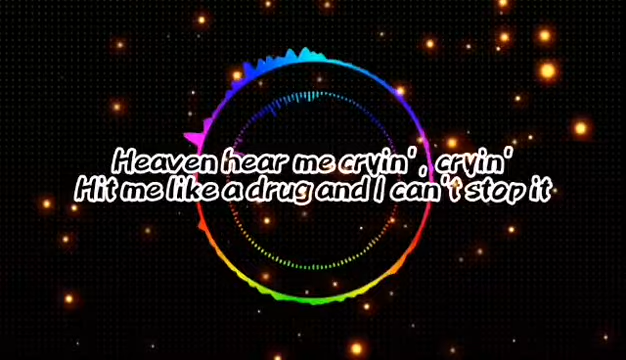 Heaven hear me cryin', cryin'
Hit me like a drug and I can't stop it